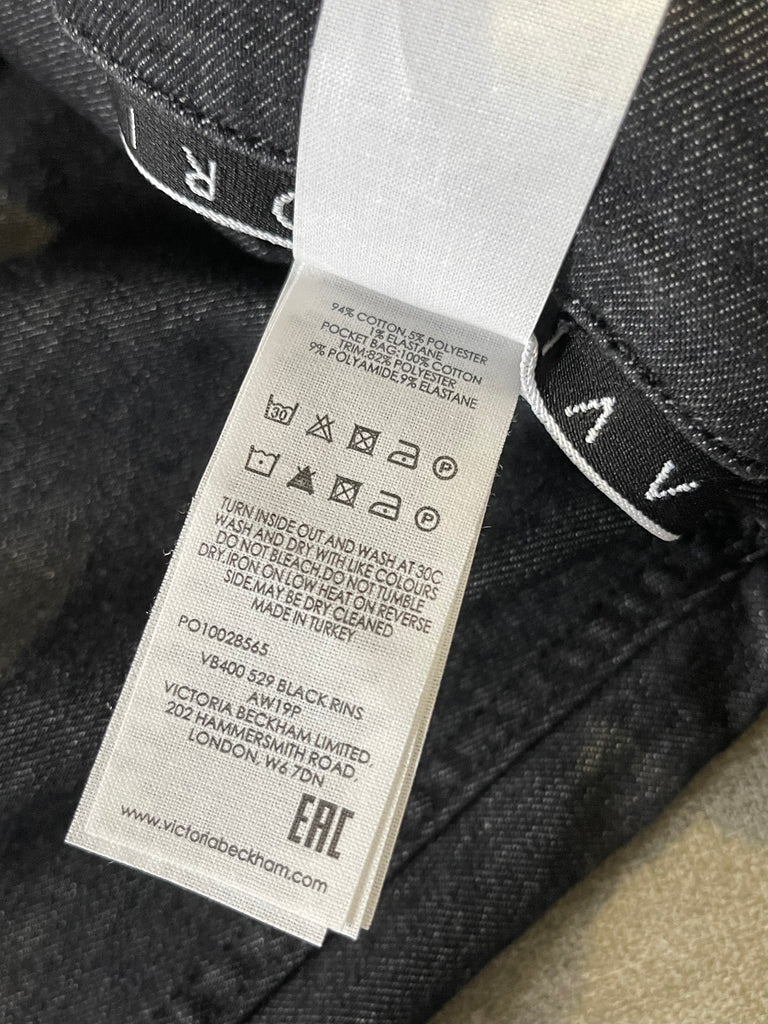 I
R
O
94% COTTON,5% POLYESTER
1% ELASTANE
POCKET BAG:100% COTTON
TRIM:82% POLYESTER
9% POLYAMIDE,9% ELASTANE
30
P
P
TURN INSIDE OUT AND WASH AT 30C
WASH AND DRY WITH LIKE COLOURS
DO NOT BLEACH,DO NOT TUMBLE
DRY,IRON ON LOW HEAT ON REVERSE
SIDE,MAY BE DRY CLEANED
MADE IN TURKEY
PO10028565
VB400 529 BLACK RINS
AW19P
VICTORIA BECKHAM LIMITED,
202 HAMMERSMITH ROAD,
LONDON, W6 7DN
EAC
www.victoriabeckham.com
A V